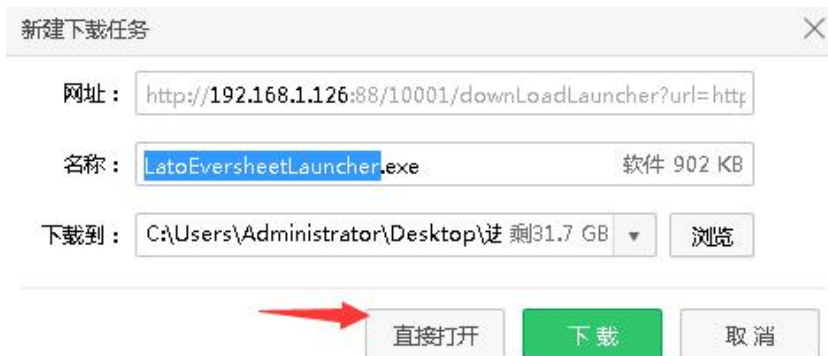 新建下载任务
网址： http://192.168.1.126:88/10001/downLoadLauncher?url=http
名称： LatoEversheetLauncher.exe 软件 902 KB
下载到： C:\Users\Administrator\Desktop\进 剩31.7 GB 浏览
直接打开 下载 取消